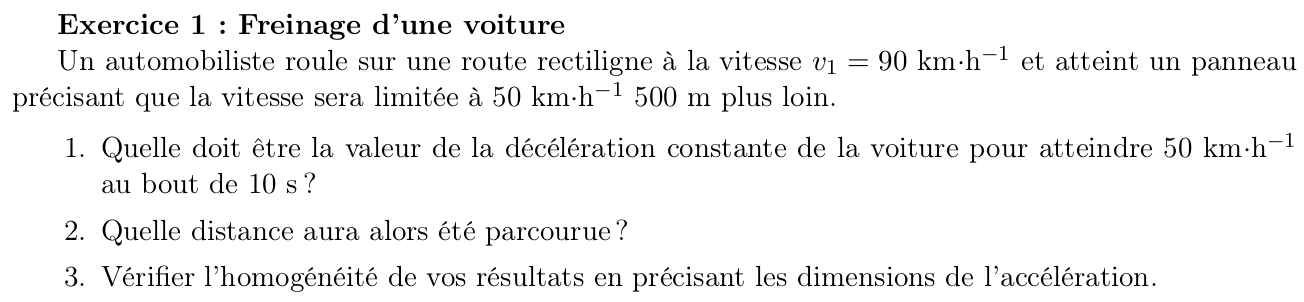 Exercice 1 : Freinage d'une voiture
Un automobiliste roule sur une route rectiligne à la vitesse v₁ = 90 km·h⁻¹ et atteint un panneau
précisant que la vitesse sera limitée à 50 km·h⁻¹ 500 m plus loin.
1. Quelle doit être la valeur de la décélération constante de la voiture pour atteindre 50 km·h⁻¹
au bout de 10 s ?
2. Quelle distance aura alors été parcourue ?
3. Vérifier l'homogénéité de vos résultats en précisant les dimensions de l'accélération.